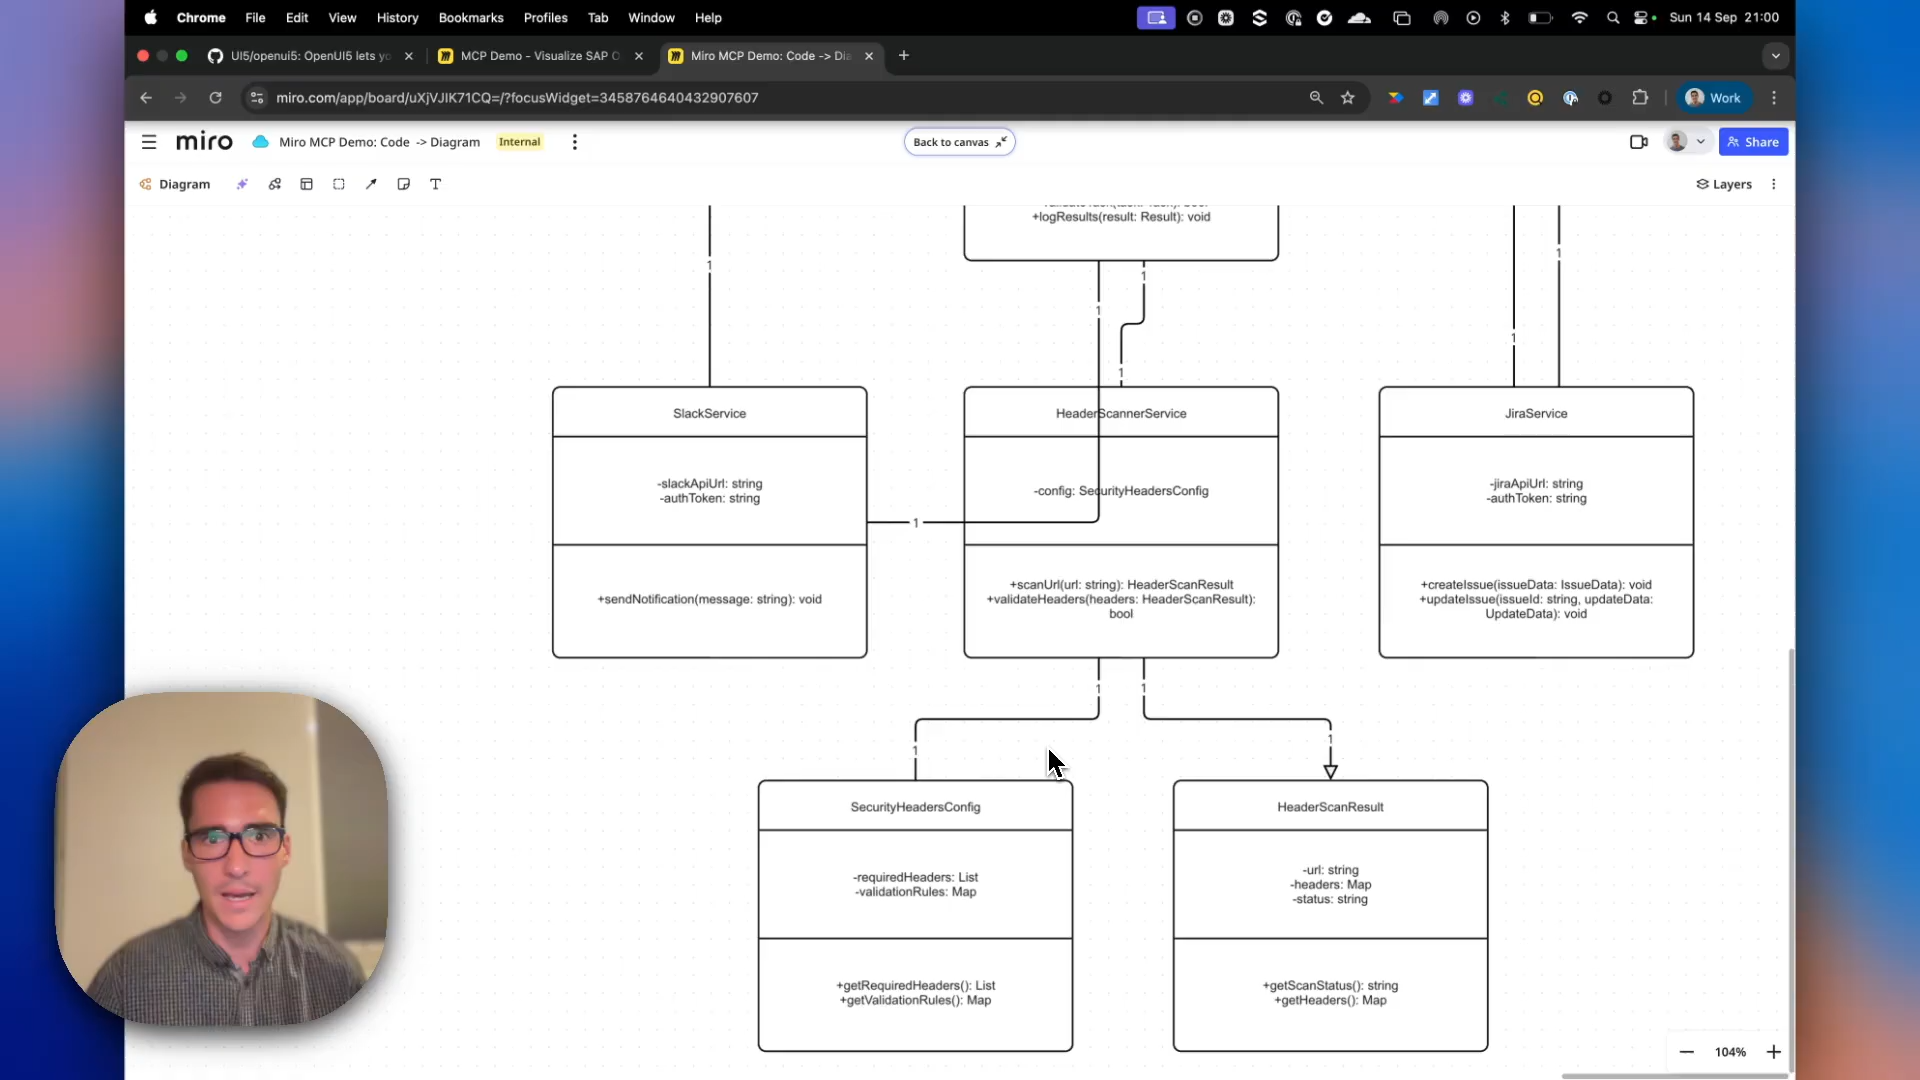 Chrome File Edit View History Bookmarks Profiles Tab Window Help
Sun 14 Sep 21:00
UI5/openui5: OpenUI5 lets yo
MCP Demo - Visualize SAP O
Miro MCP Demo: Code -> Dia
miro.com/app/board/uXjVJIK71CQ=/?focusWidget=3458764640432907607
Work
miro
Miro MCP Demo: Code -> Diagram
Internal
Back to canvas
Share
Diagram
Layers
+logResults(result: Result): void
1
1
1
1
1
1
SlackService
-slackApiUrl: string
-authToken: string
+sendNotification(message: string): void
1
HeaderScannerService
-config: SecurityHeadersConfig
+scanUrl(url: string): HeaderScanResult
+validateHeaders(headers: HeaderScanResult):
bool
JiraService
-jiraApiUrl: string
-authToken: string
+createIssue(issueData: IssueData): void
+updateIssue(issueId: string, updateData:
UpdateData): void
1
1
1
1
SecurityHeadersConfig
-requiredHeaders: List
-validationRules: Map
+getRequiredHeaders(): List
+getValidationRules(): Map
HeaderScanResult
-url: string
-headers: Map
-status: string
+getScanStatus(): string
+getHeaders(): Map
104%